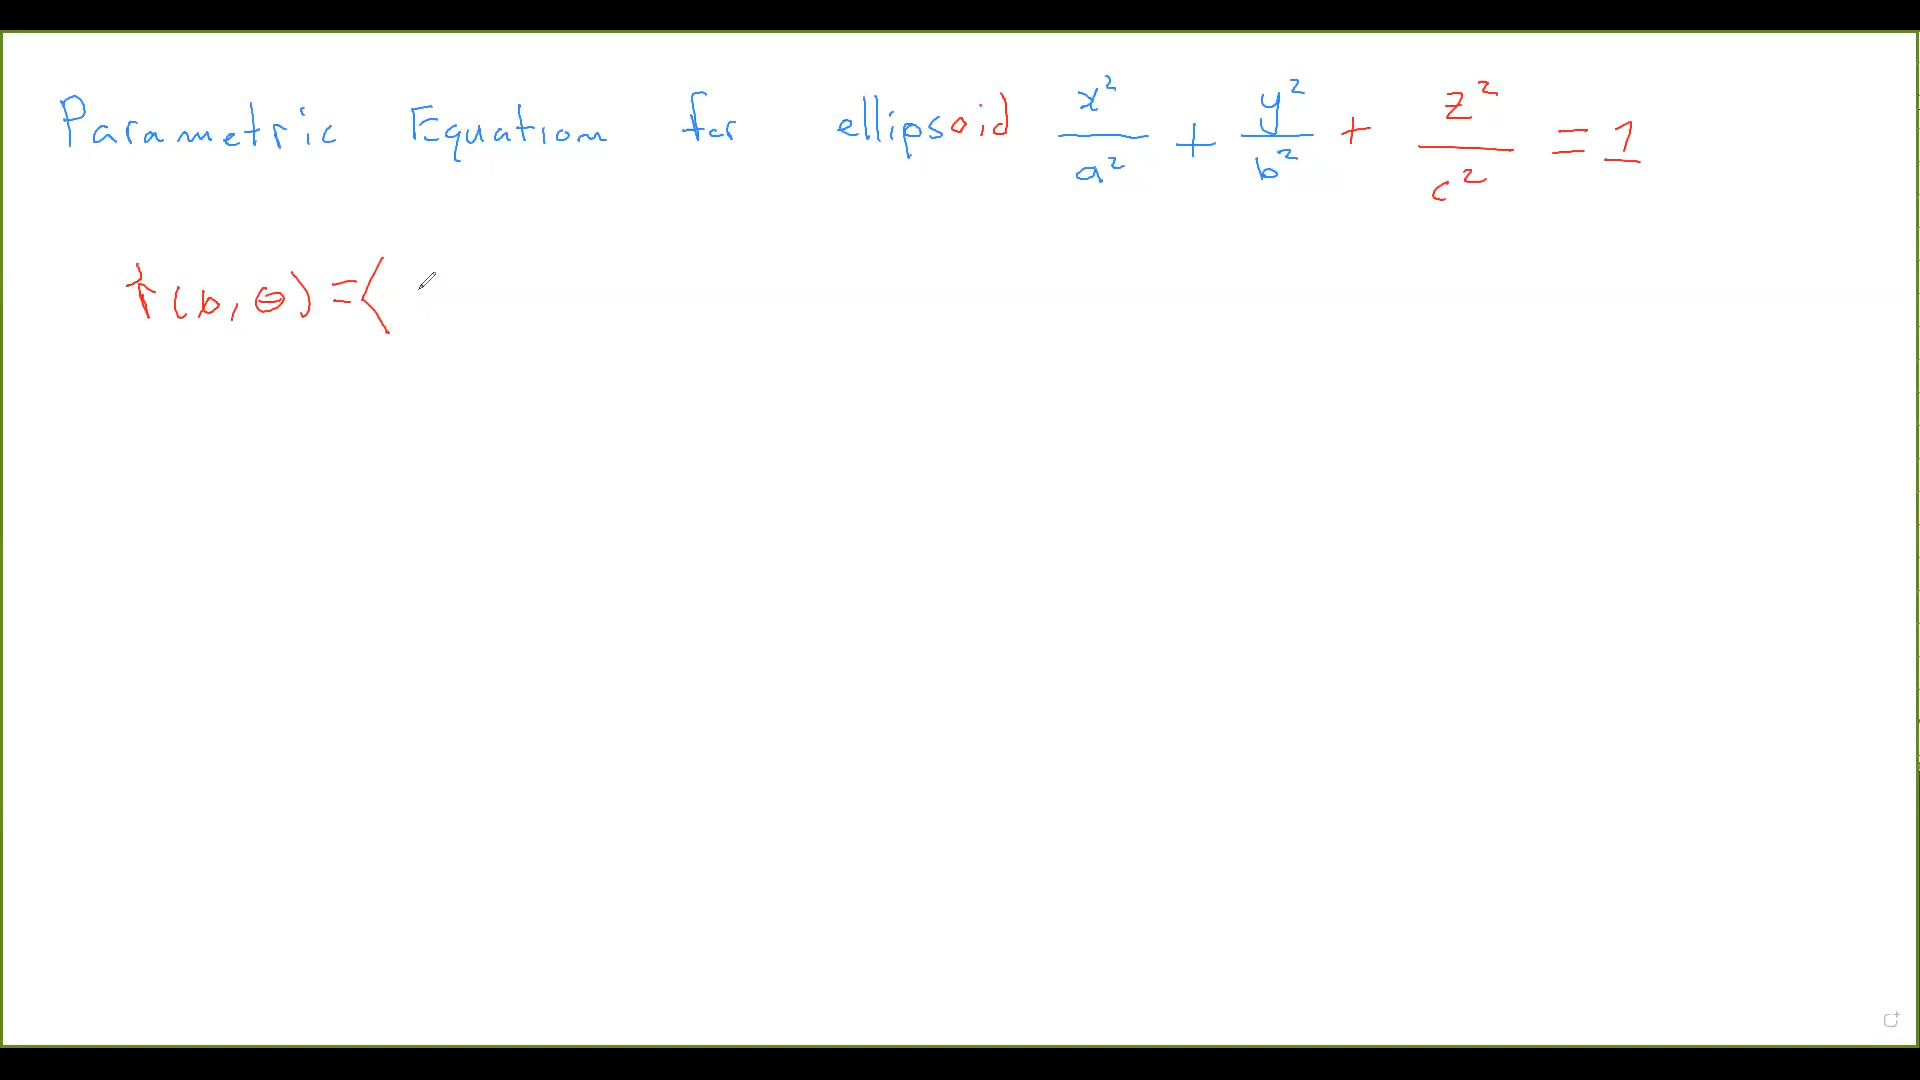 Parametric Equation for ellipsoid x²/a² + y²/b² + z²/c² = 1
r⃗(ϕ, θ) = ⟨